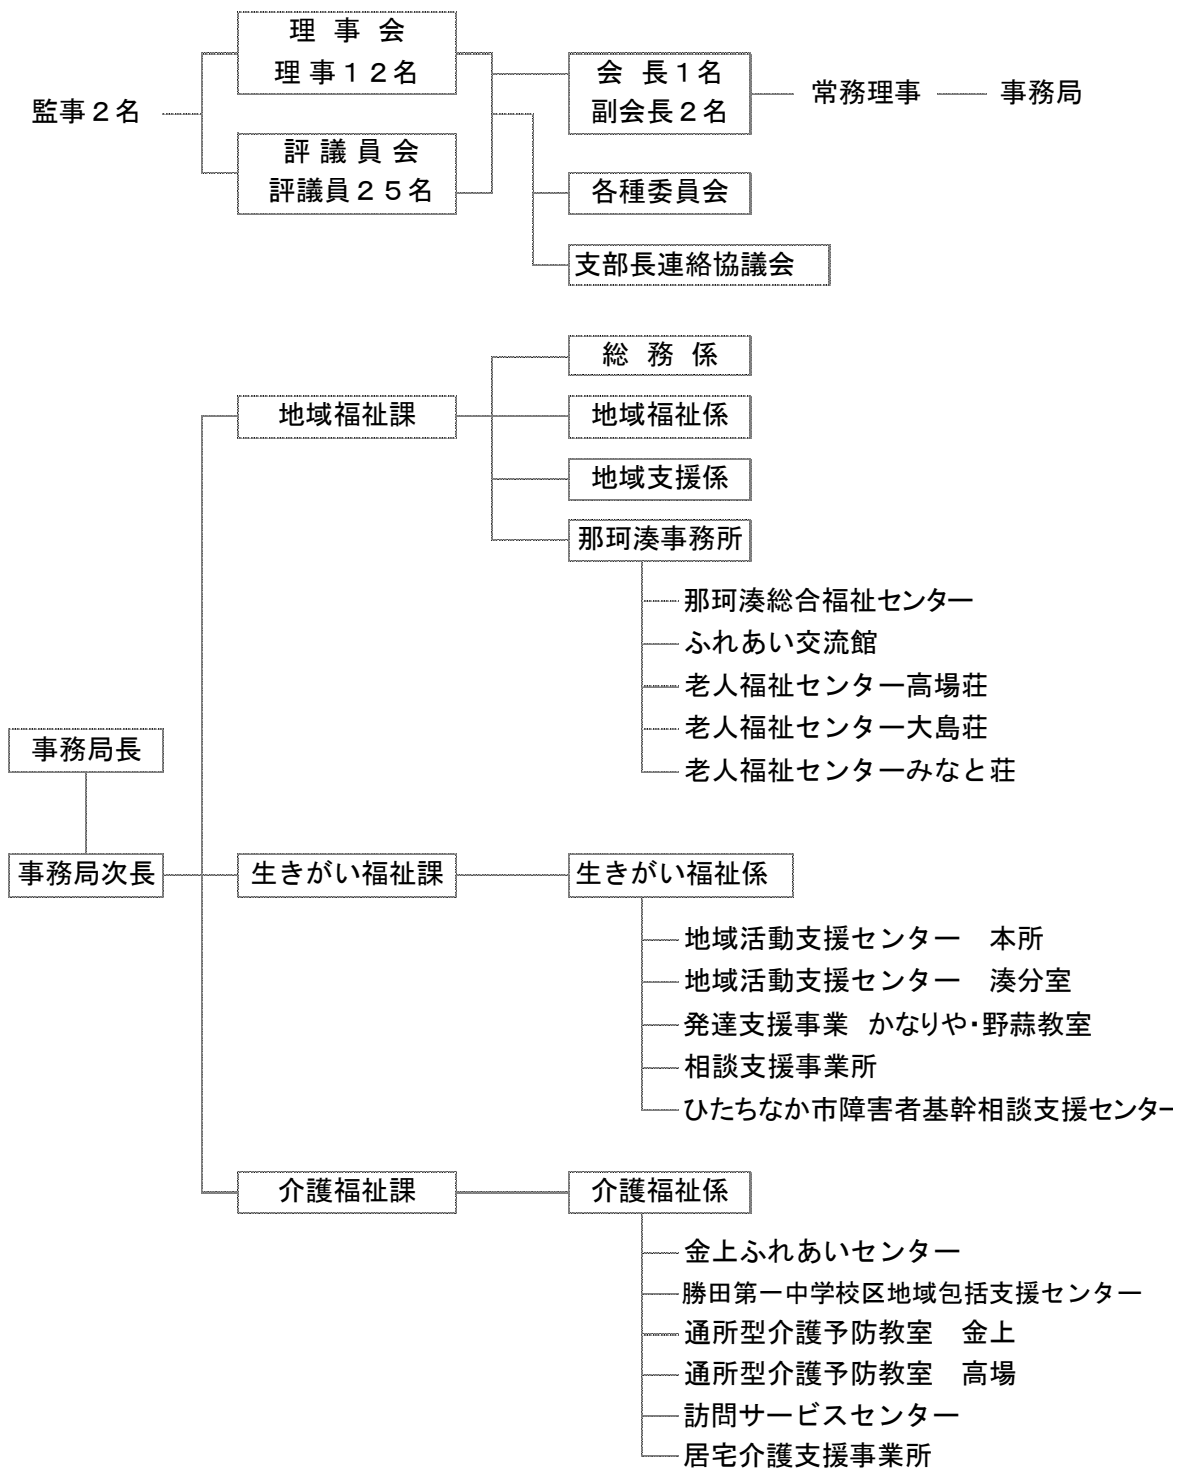 理 事 会
理 事１２名
監事２名
評 議 員 会
評議員２５名
会 長１名
副会長２名
常務理事
事務局
各種委員会
支部長連絡協議会
総 務 係
地域福祉課
地域福祉係
地域支援係
那珂湊事務所
那珂湊総合福祉センター
ふれあい交流館
老人福祉センター高場荘
老人福祉センター大島荘
老人福祉センターみなと荘
事務局長
事務局次長
生きがい福祉課
生きがい福祉係
地域活動支援センター　本所
地域活動支援センター　湊分室
発達支援事業　かなりや・野蒜教室
相談支援事業所
ひたちなか市障害者基幹相談支援センター
介護福祉課
介護福祉係
金上ふれあいセンター
勝田第一中学校区地域包括支援センター
通所型介護予防教室　金上
通所型介護予防教室　高場
訪問サービスセンター
居宅介護支援事業所